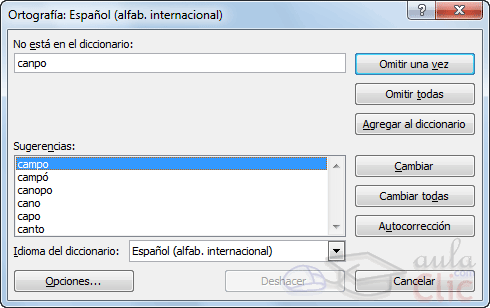 Ortografía: Español (alfab. internacional)
No está en el diccionario:
canpo
Omitir una vez
Omitir todas
Agregar al diccionario
Sugerencias:
campo
campó
canopo
cano
capo
canto
Cambiar
Cambiar todas
Autocorrección
Idioma del diccionario: Español (alfab. internacional)
Opciones...
Deshacer
Cancelar
aula
Clic
.com